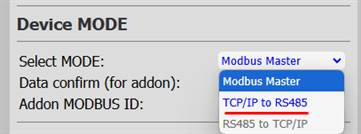 Device MODE
Select MODE: Modbus Master
Data confirm (for addon): Modbus Master
Addon MODBUS ID: TCP/IP to RS485
RS485 to TCP/IP